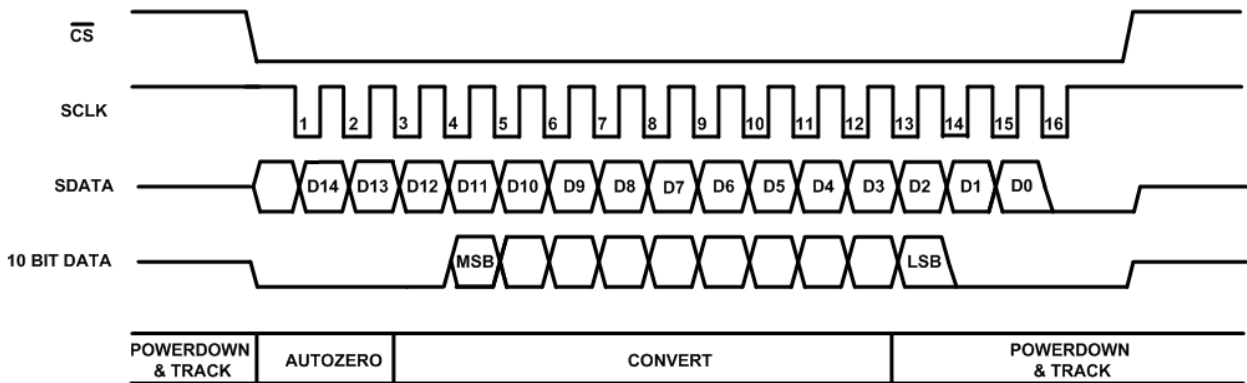 CS
SCLK
1 2 3 4 5 6 7 8 9 10 11 12 13 14 15 16
SDATA
D14 D13 D12 D11 D10 D9 D8 D7 D6 D5 D4 D3 D2 D1 D0
10 BIT DATA
MSB LSB
POWERDOWN
& TRACK
AUTOZERO
CONVERT
POWERDOWN
& TRACK